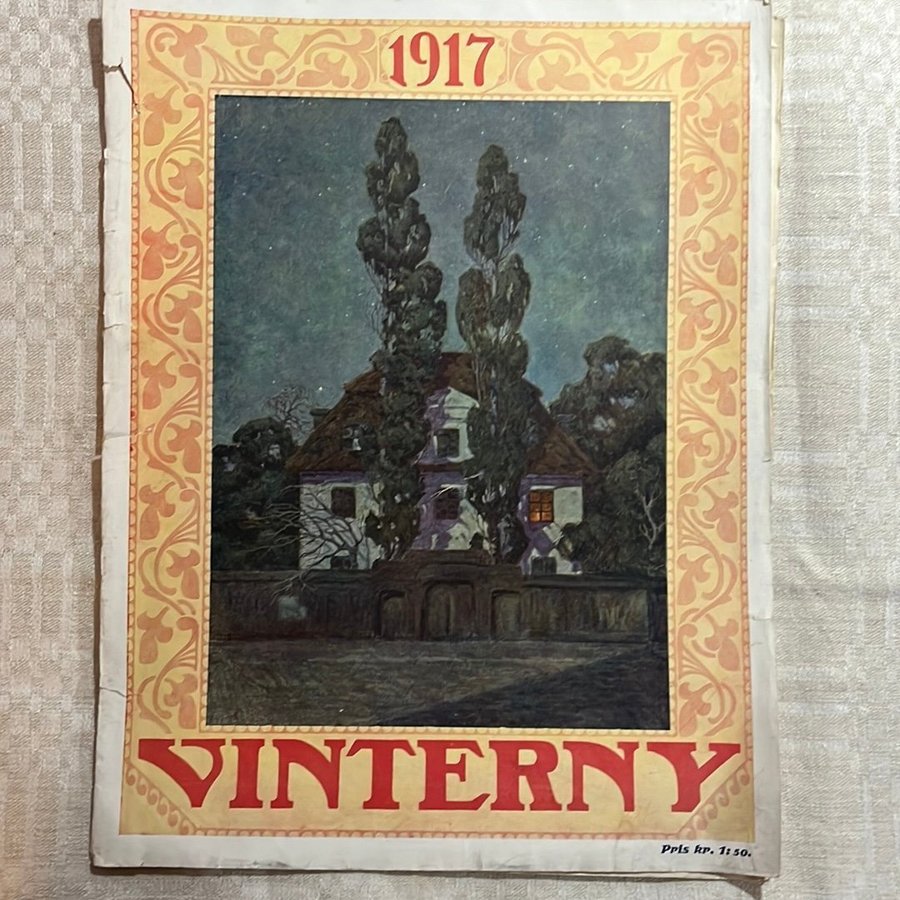 1917
VINTERNY
Pris kr. 1:50.